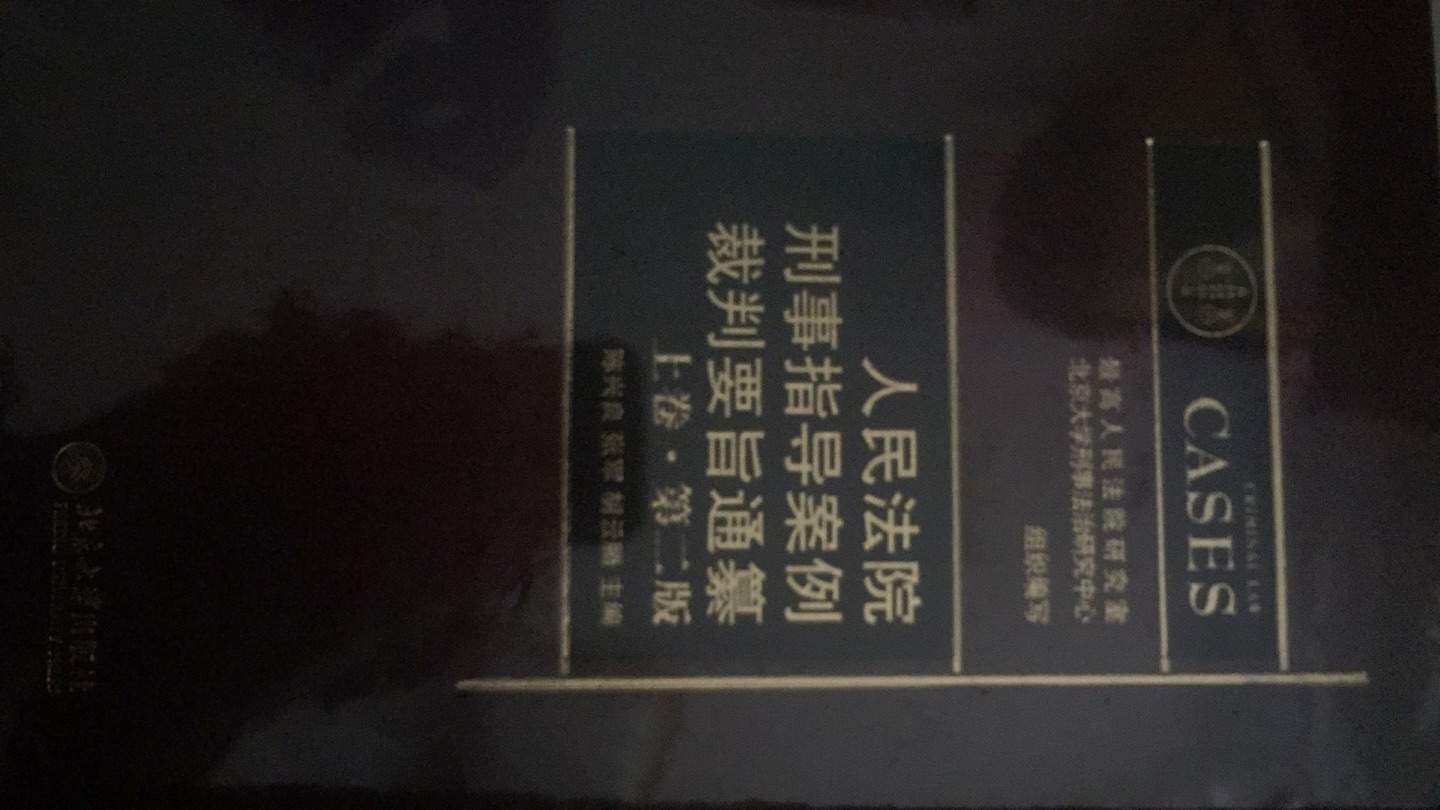 CRIMINAL LAW
CASES
最高人民法院研究室
北京大学刑事法治研究中心
组织编写
人民法院
刑事指导案例
裁判要旨通纂
上卷·第二版
陈兴良 张军 胡云腾 主编
北京大学出版社